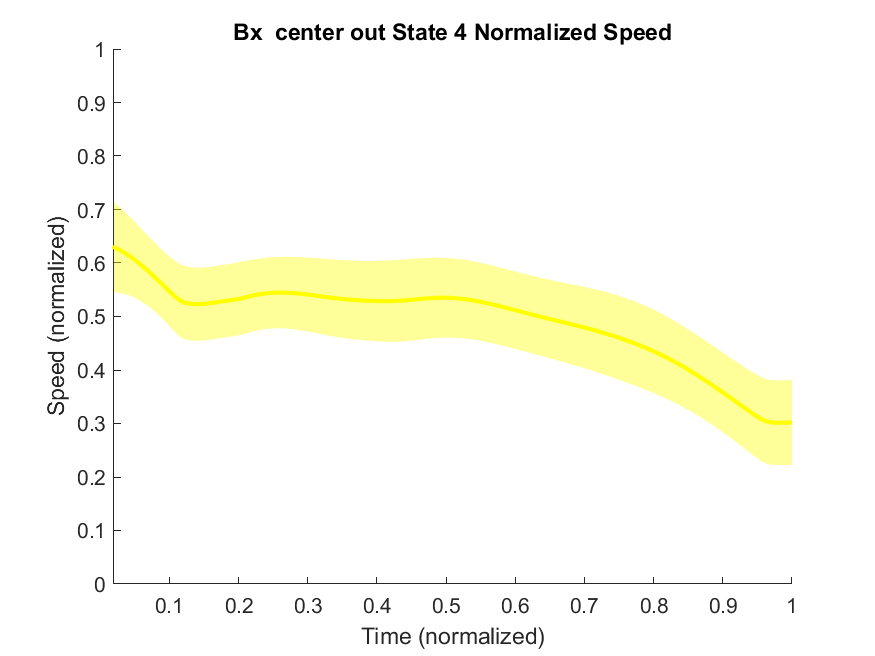 Bx  center out State 4 Normalized Speed
1
0.9
0.8
0.7
0.6
0.5
0.4
0.3
0.2
0.1
0
Speed (normalized)
0.1 0.2 0.3 0.4 0.5 0.6 0.7 0.8 0.9 1
Time (normalized)